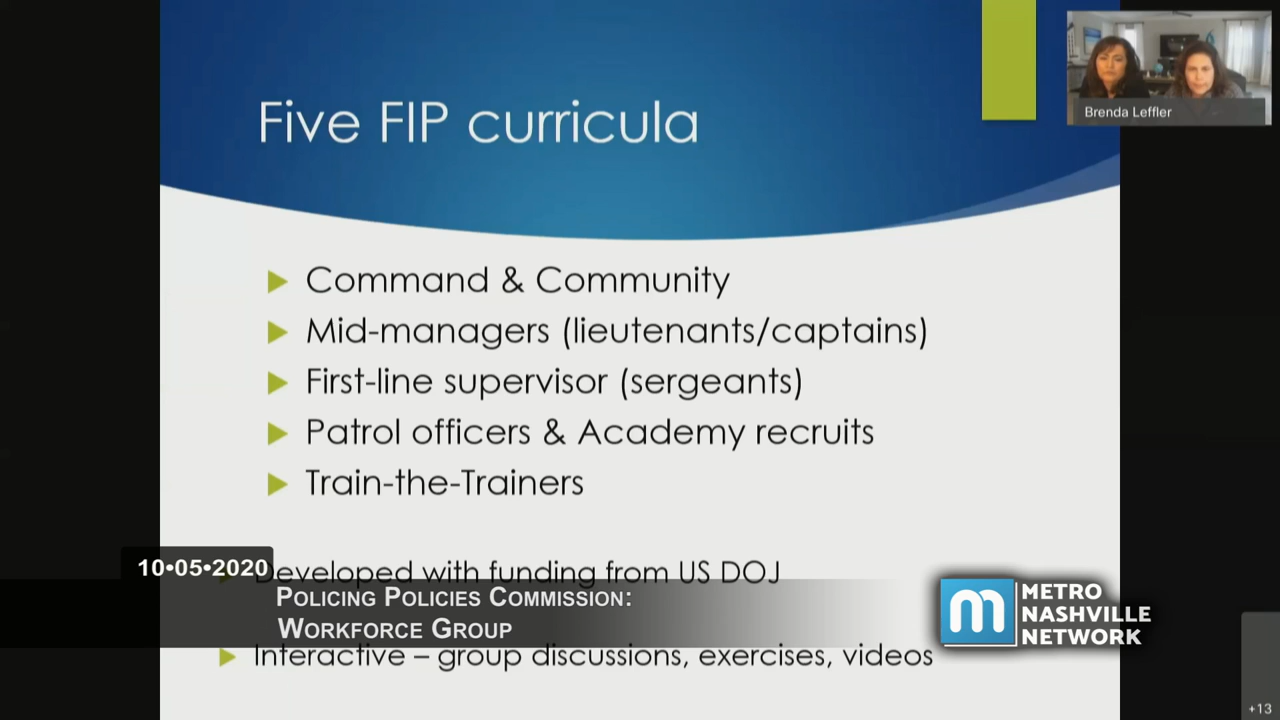 Five FIP curricula
Brenda Leffler
Command & Community
Mid-managers (lieutenants/captains)
First-line supervisor (sergeants)
Patrol officers & Academy recruits
Train-the-Trainers
10•05•2020
Developed with funding from US DOJ
Policing Policies Commission:
Workforce Group
Interactive – group discussions, exercises, videos
m
METRO
NASHVILLE
NETWORK
+13